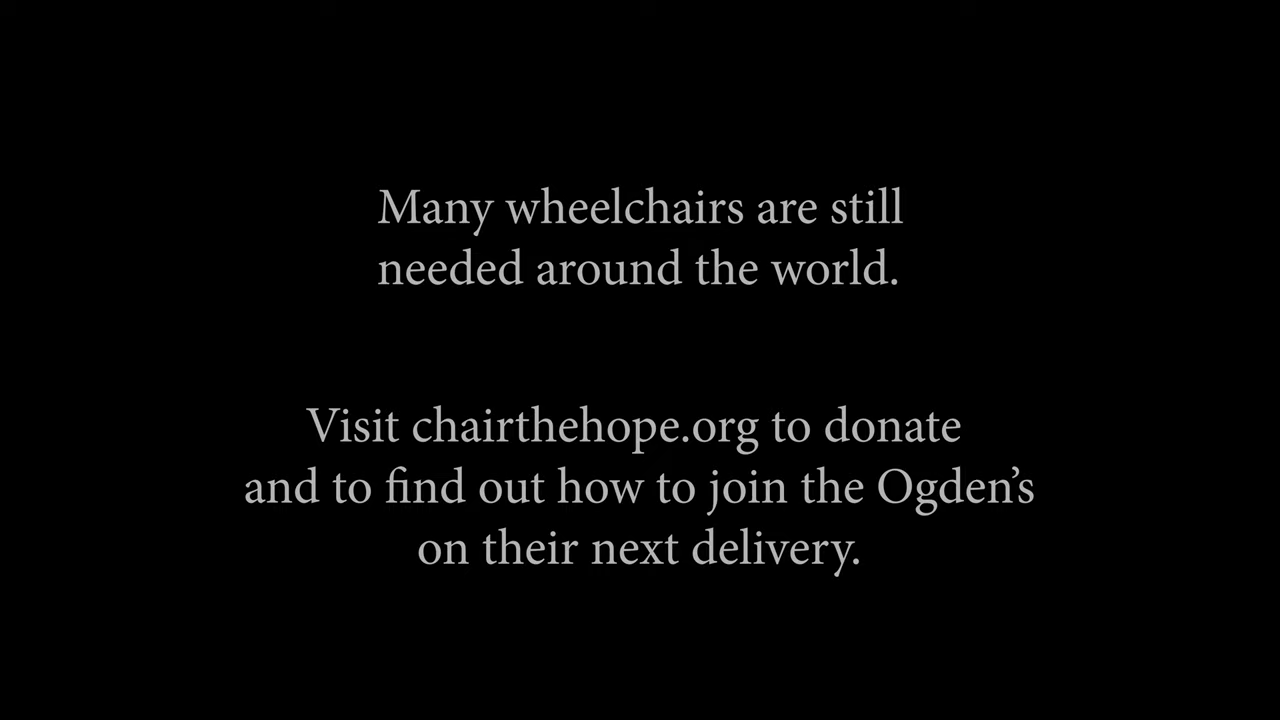 Many wheelchairs are still
needed around the world.
Visit chairthehope.org to donate
and to find out how to join the Ogden’s
on their next delivery.